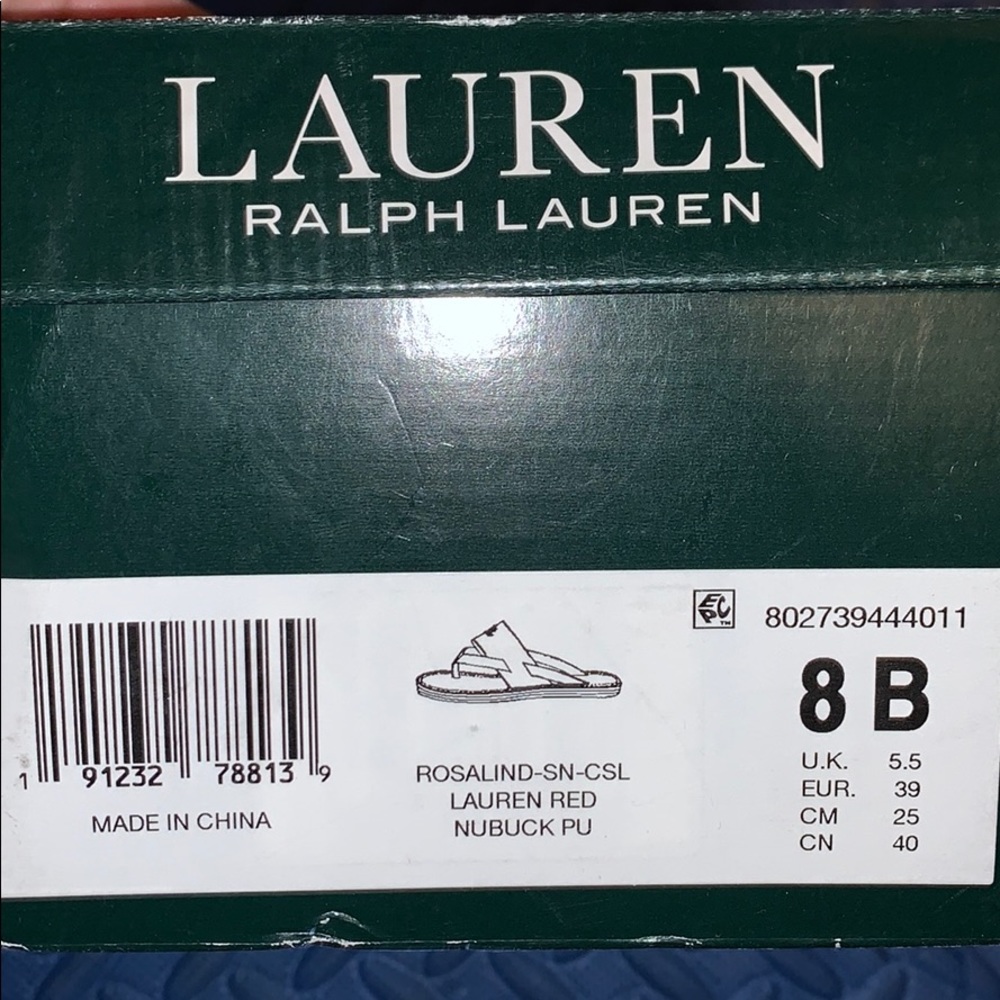 LAUREN
RALPH LAUREN
EPC™ 802739444011
8 B
U.K. 5.5
EUR. 39
CM 25
CN 40
ROSALIND-SN-CSL
LAUREN RED
NUBUCK PU
1 91232 78813 9
MADE IN CHINA